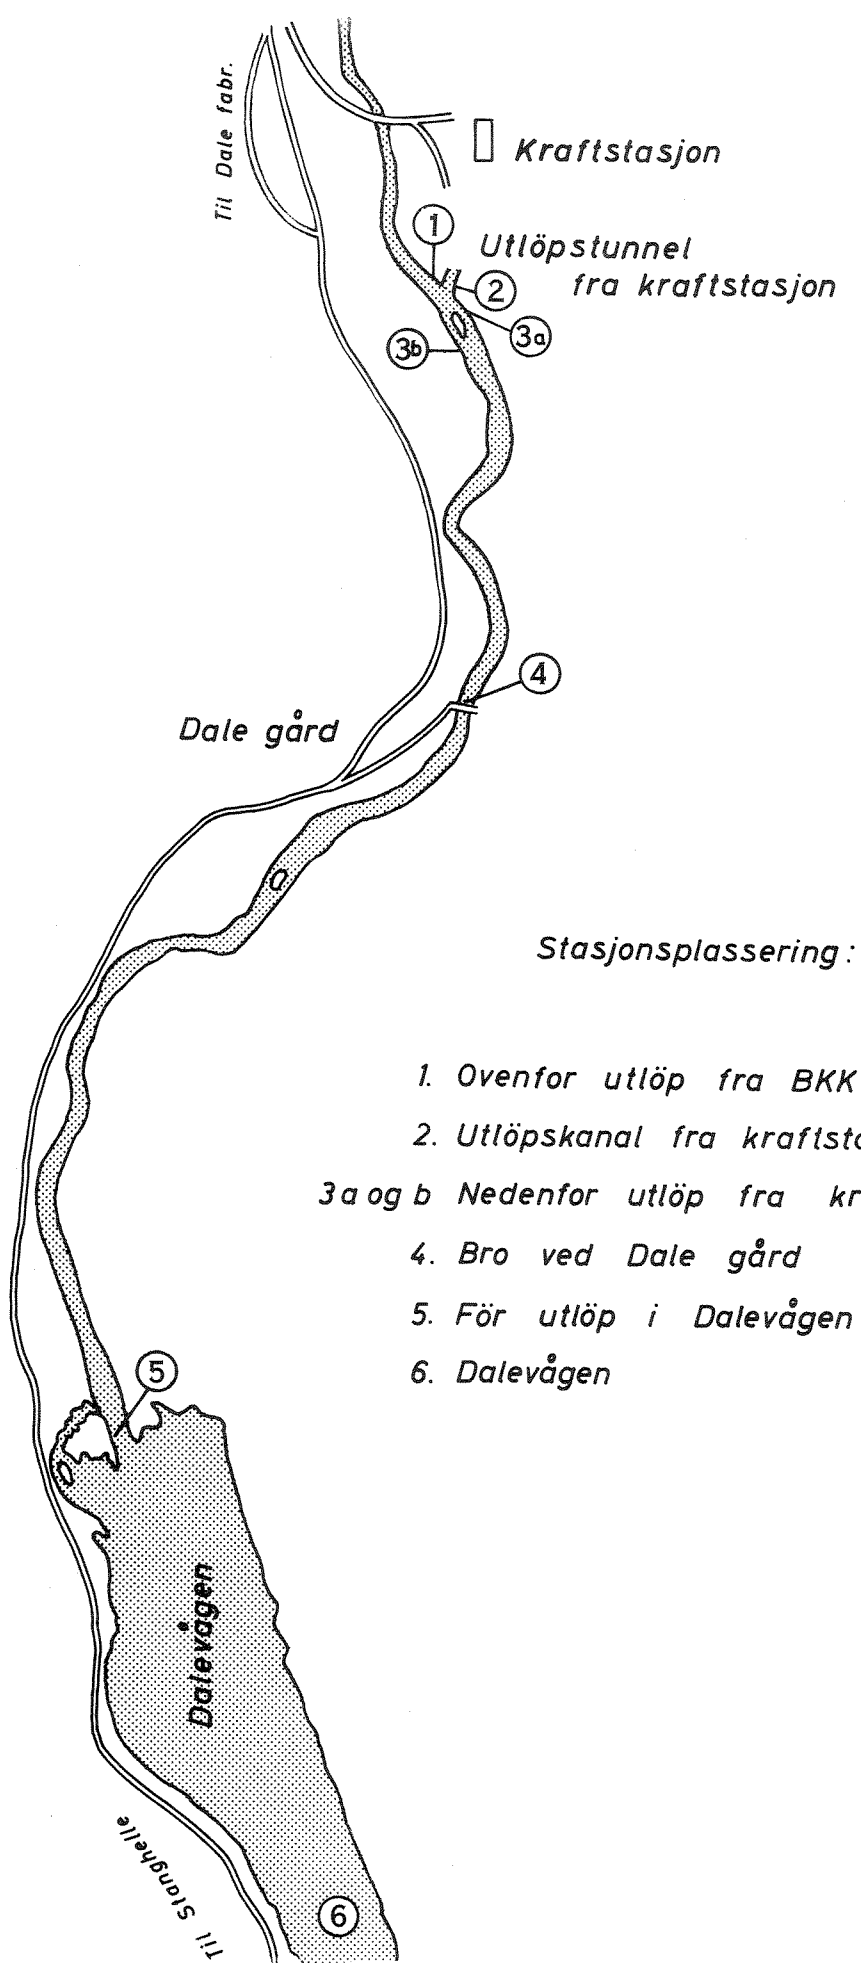 Til Dale fabr.
Kraftstasjon
1
Utlöpstunnel
fra kraftstasjon
2
3a
3b
4
Dale gård
Stasjonsplassering:
1. Ovenfor utlöp fra BKK
2. Utlöpskanal fra kraftsta
3a og b Nedenfor utlöp fra kr
4. Bro ved Dale gård
5. För utlöp i Dalevågen
6. Dalevågen
5
Dalevågen
Til Stanghelle
6